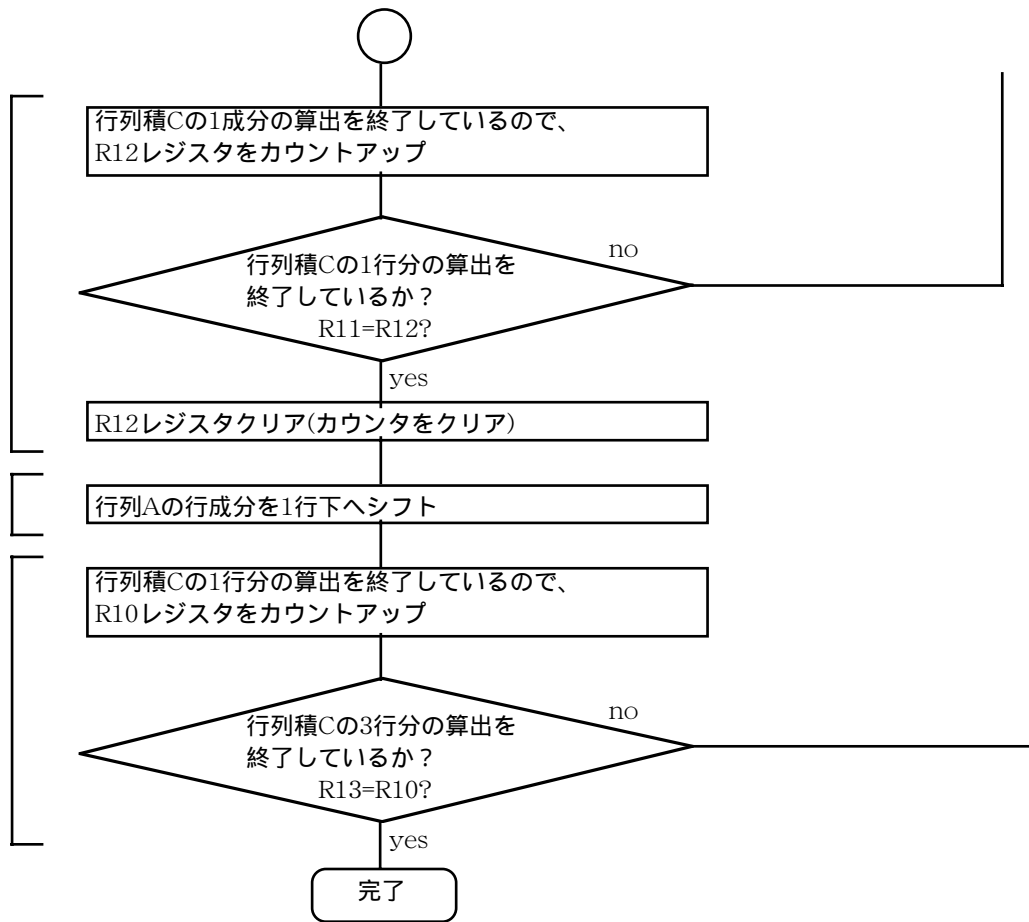 行列積Cの1成分の算出を終了しているので、
R12レジスタをカウントアップ
no
行列積Cの1行分の算出を
終了しているか？
R11=R12?
yes
R12レジスタクリア(カウンタをクリア)
行列Aの行成分を1行下へシフト
行列積Cの1行分の算出を終了しているので、
R10レジスタをカウントアップ
no
行列積Cの3行分の算出を
終了しているか？
R13=R10?
yes
完了